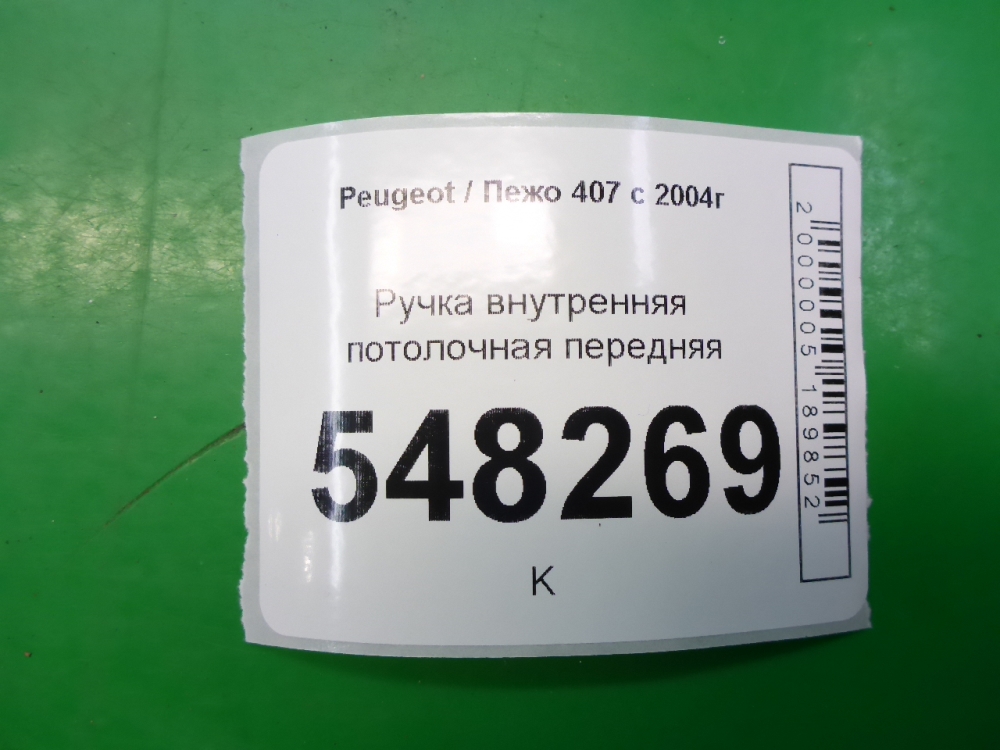 Peugeot / Пежо 407 с 2004г
Ручка внутренняя
потолочная передняя
548269
К
2000005189852